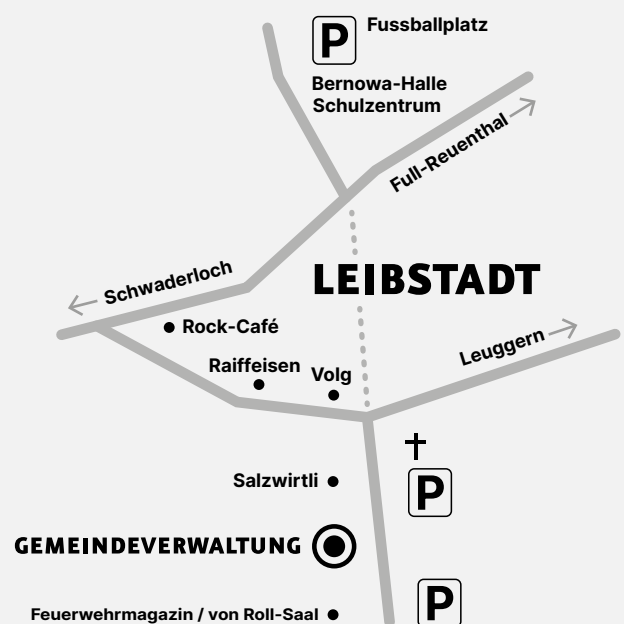 P Fussballplatz
Bernowa-Halle
Schulzentrum
Full-Reuenthal
LEIBSTADT
Schwaderloch
Rock-Café
Leuggern
Raiffeisen
Volg
Salzwirtli
P
GEMEINDEVERWALTUNG
P
Feuerwehrmagazin / von Roll-Saal